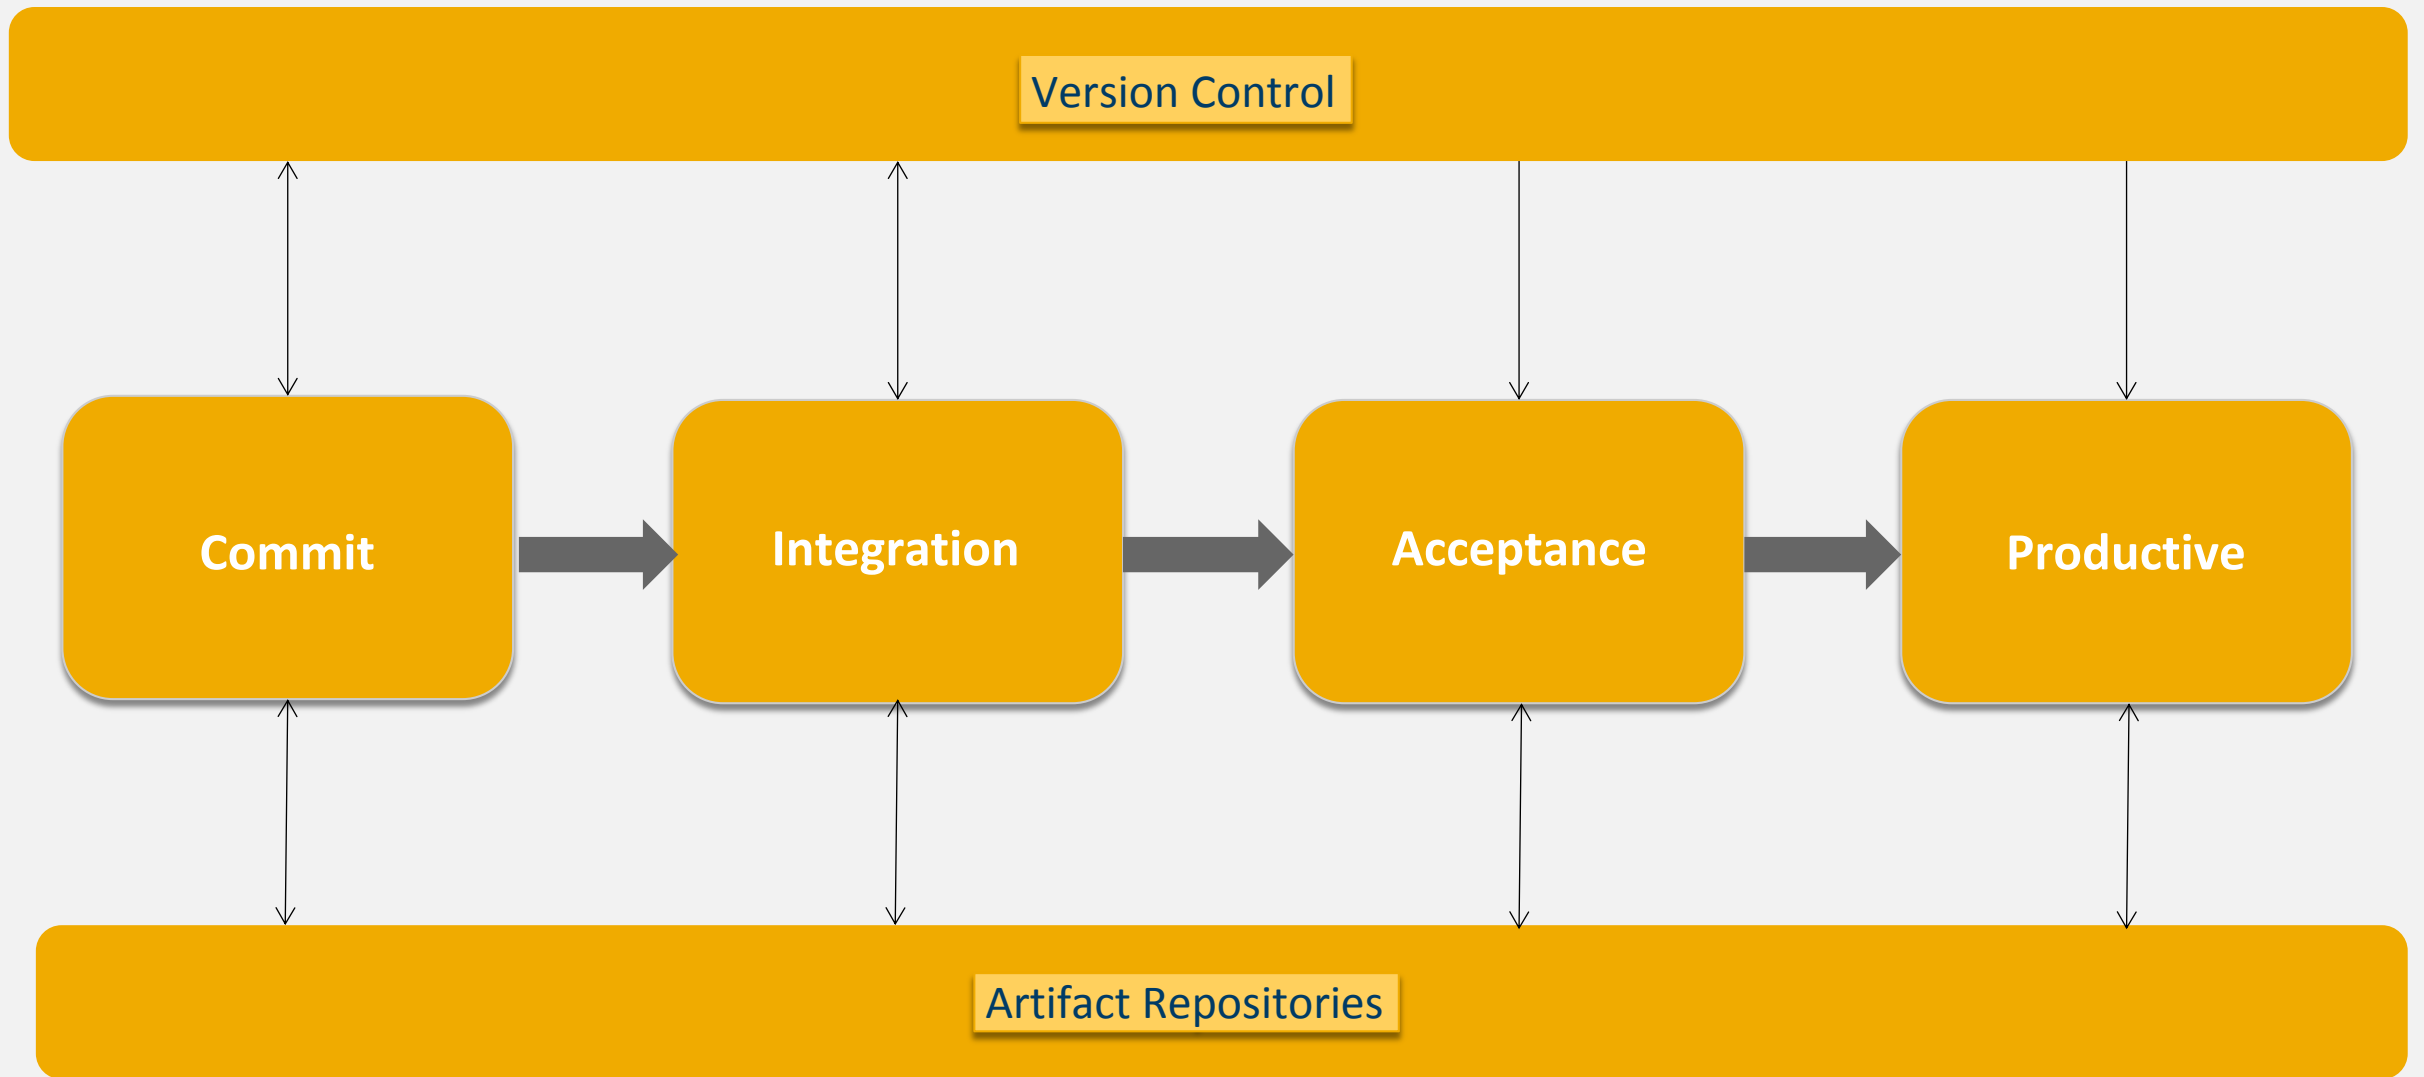 Version Control
Commit
Integration
Acceptance
Productive
Artifact Repositories